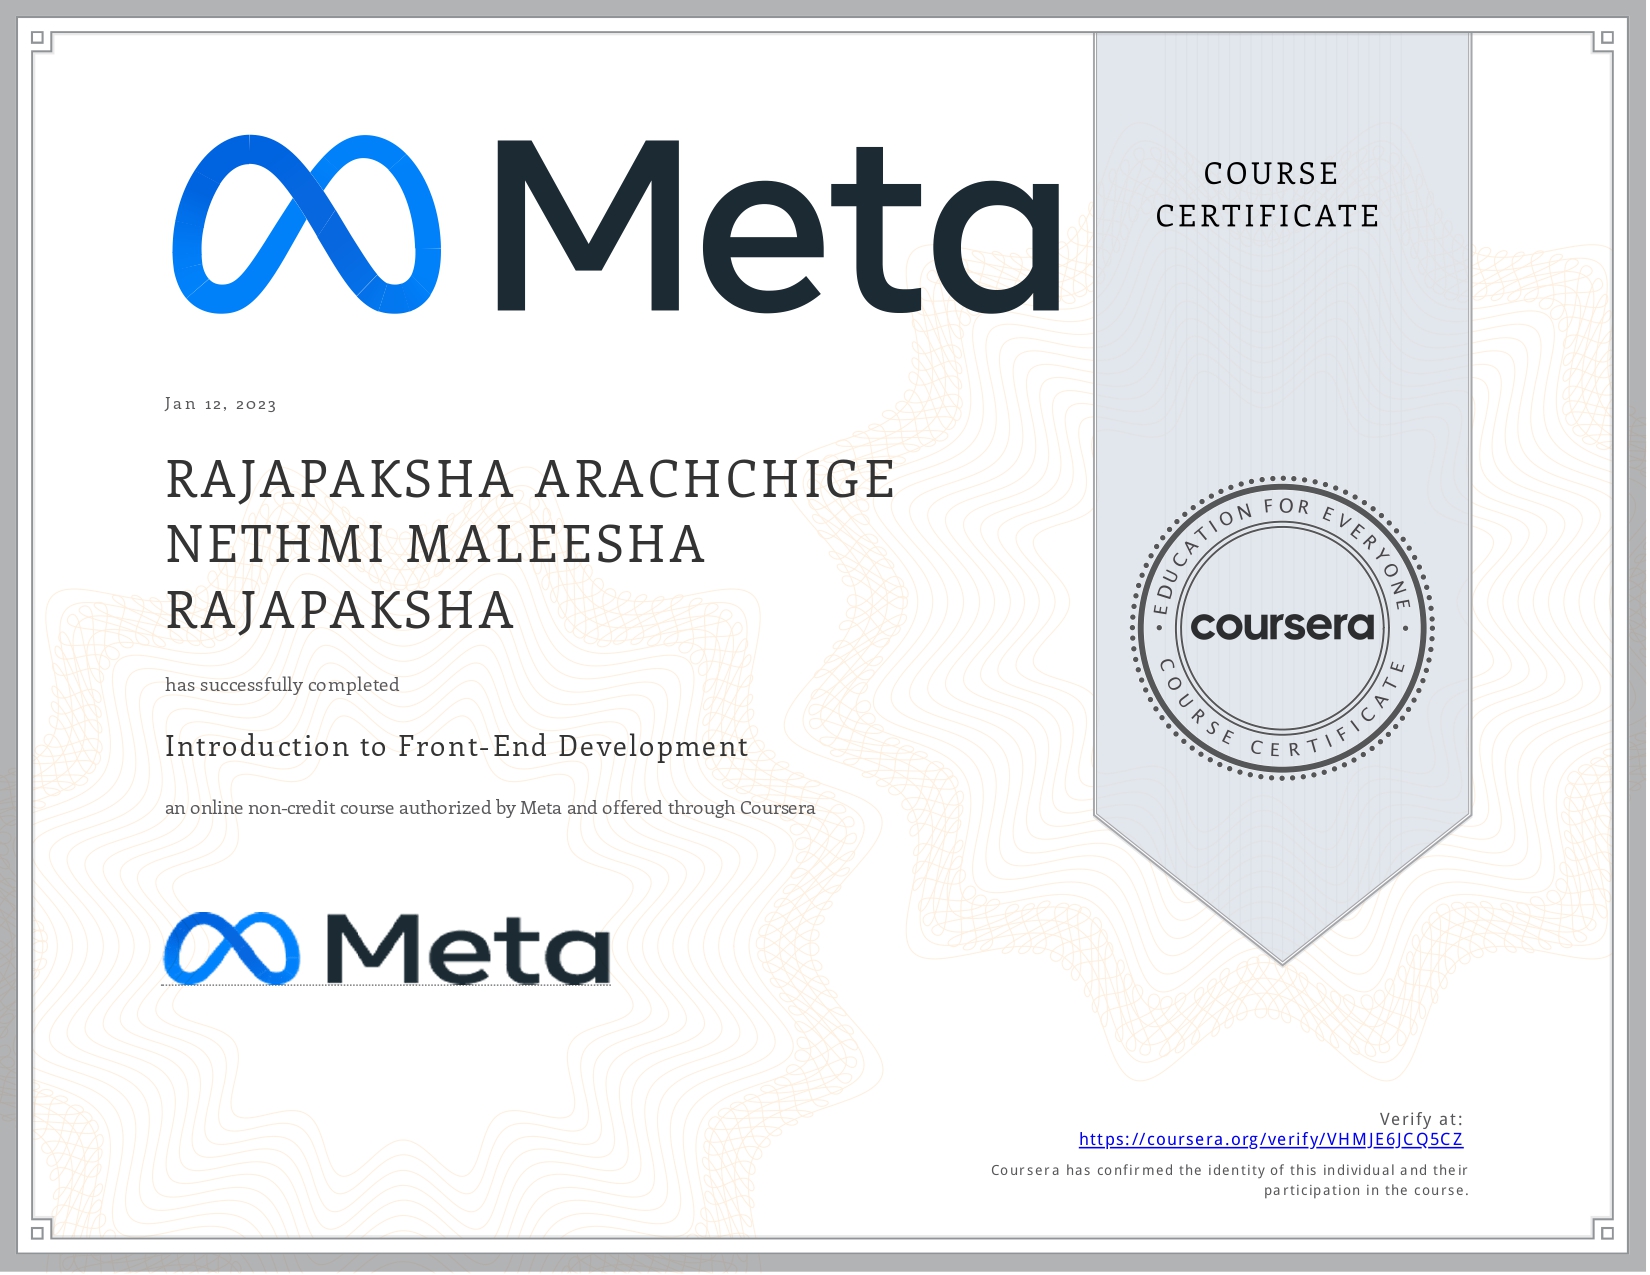 Meta
COURSE
CERTIFICATE
Jan 12, 2023
RAJAPAKSHA ARACHCHIGE
NETHMI MALEESHA
RAJAPAKSHA
has successfully completed
Introduction to Front-End Development
an online non-credit course authorized by Meta and offered through Coursera
EDUCATION FOR EVERYONE
coursera
COURSE CERTIFICATE
Meta
Verify at:
https://coursera.org/verify/VHMJE6JCQ5CZ
Coursera has confirmed the identity of this individual and their
participation in the course.